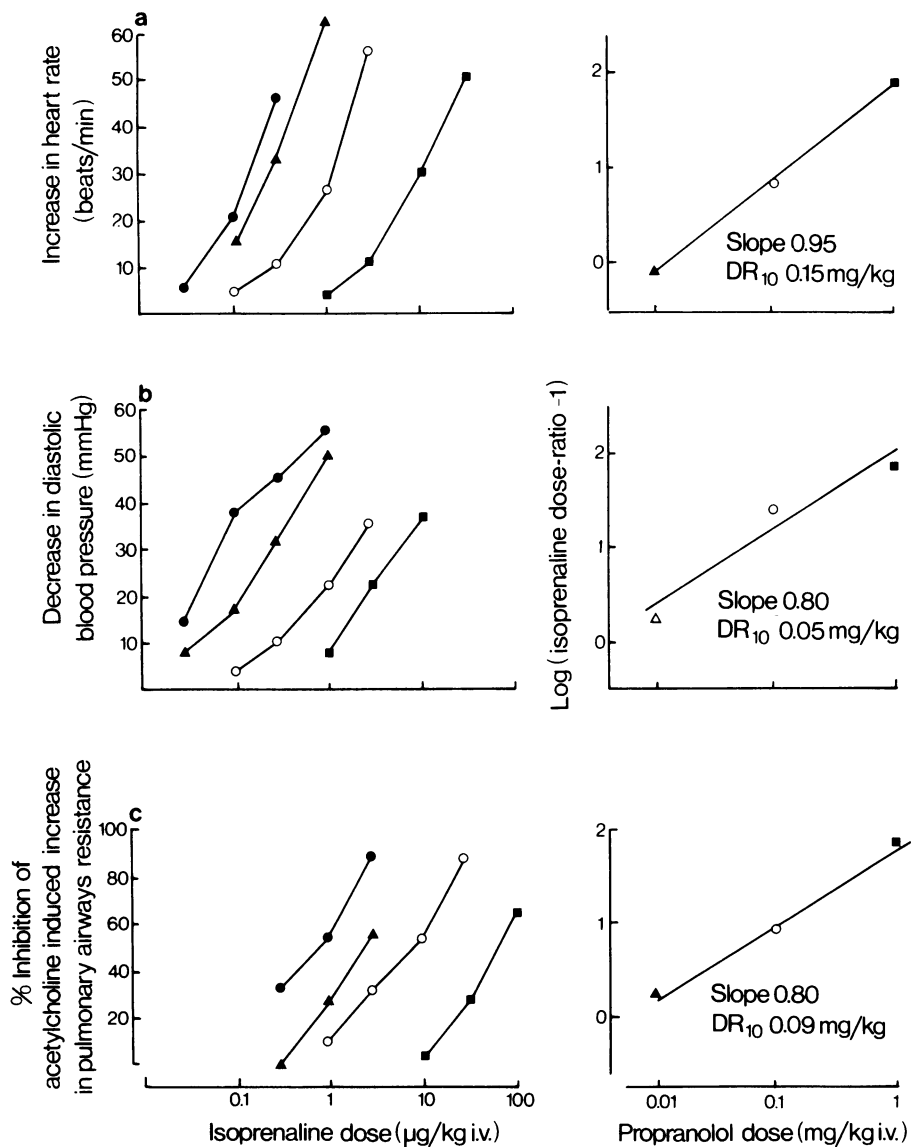 a
Increase in heart rate
(beats/min)
60
50
40
30
20
10
2
1
0
Slope 0.95
DR10 0.15 mg/kg
b
Decrease in diastolic
blood pressure (mmHg)
60
50
40
30
20
10
Log (isoprenaline dose-ratio -1)
2
1
0
Slope 0.80
DR10 0.05 mg/kg
c
% Inhibition of
acetylcholine induced increase
in pulmonary airways resistance
100
80
60
40
20
0.1 1 10 100
Isoprenaline dose (µg/kg i.v.)
2
1
0
Slope 0.80
DR10 0.09 mg/kg
0.01 0.1 1
Propranolol dose (mg/kg i.v.)